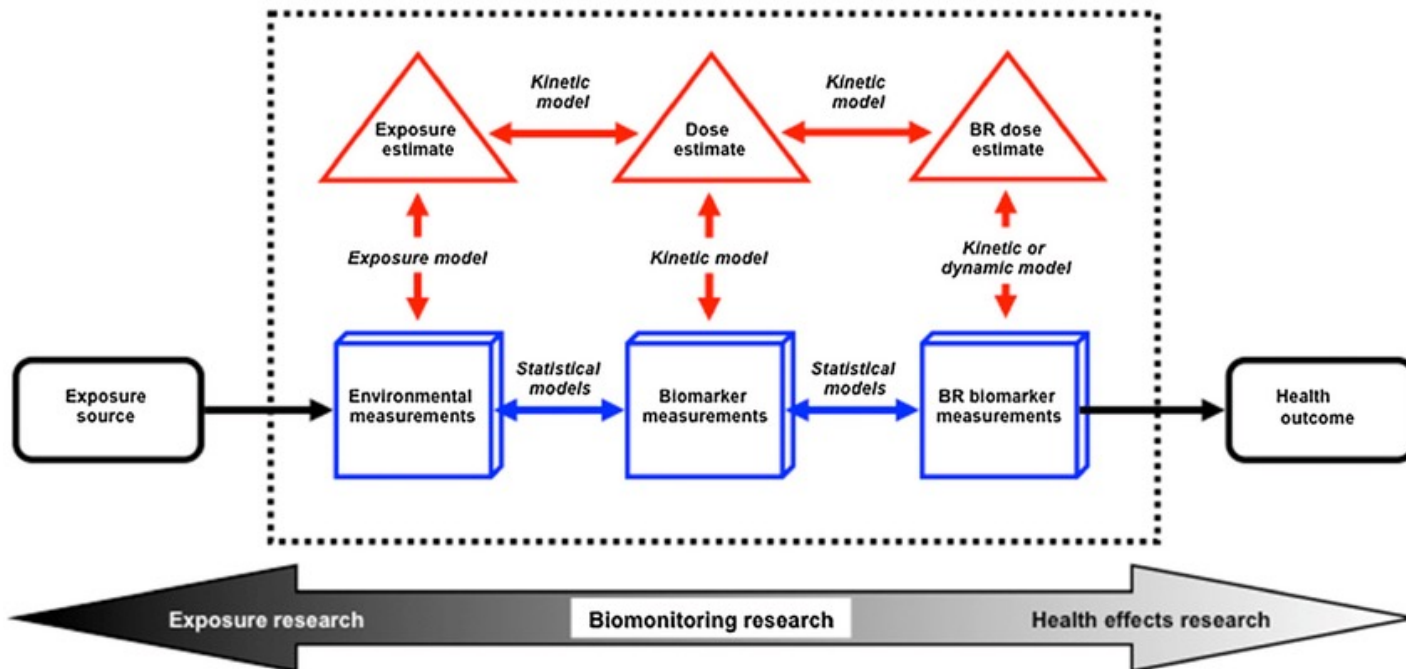 Kinetic
model
Kinetic
model
Exposure
estimate
Dose
estimate
BR dose
estimate
Exposure model
Kinetic model
Kinetic or
dynamic model
Exposure
source
Environmental
measurements
Statistical
models
Biomarker
measurements
Statistical
models
BR biomarker
measurements
Health
outcome
Exposure research
Biomonitoring research
Health effects research